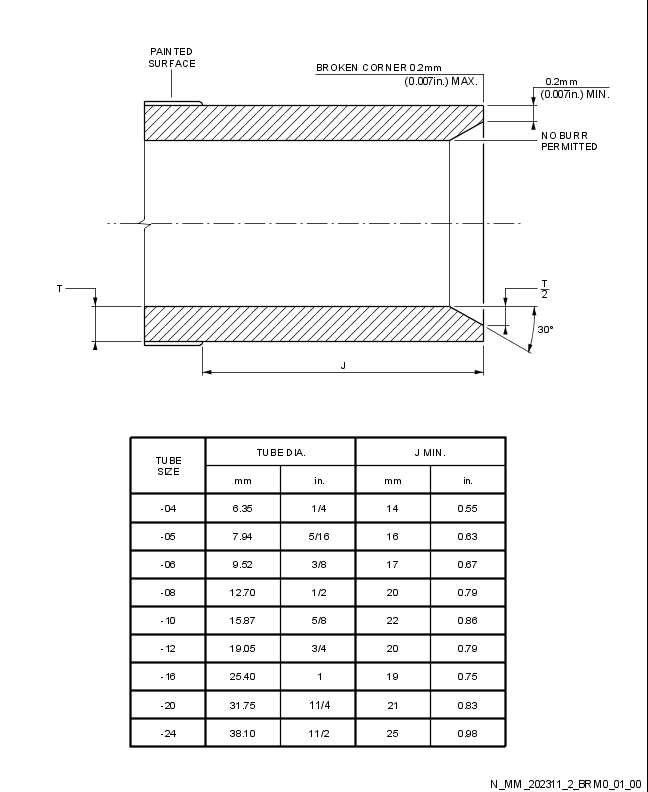 PAINTED
SURFACE
BROKEN CORNER 0.2mm
(0.007in.) MAX.
0.2mm
(0.007in.) MIN.
NO BURR
PERMITTED
T
T
2
30°
J
TUBE SIZE TUBE DIA. J MIN.
mm in. mm in.
-04 6.35 1/4 14 0.55
-05 7.94 5/16 16 0.63
-06 9.52 3/8 17 0.67
-08 12.70 1/2 20 0.79
-10 15.87 5/8 22 0.86
-12 19.05 3/4 20 0.79
-16 25.40 1 19 0.75
-20 31.75 11/4 21 0.83
-24 38.10 11/2 25 0.98
N_MM_202311_2_BRM0_01_00